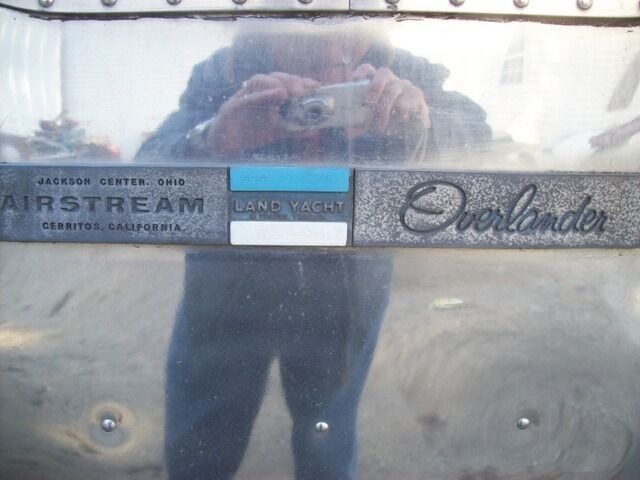 JACKSON CENTER, OHIO
AIRSTREAM
CERRITOS, CALIFORNIA
LAND YACHT
Overlander